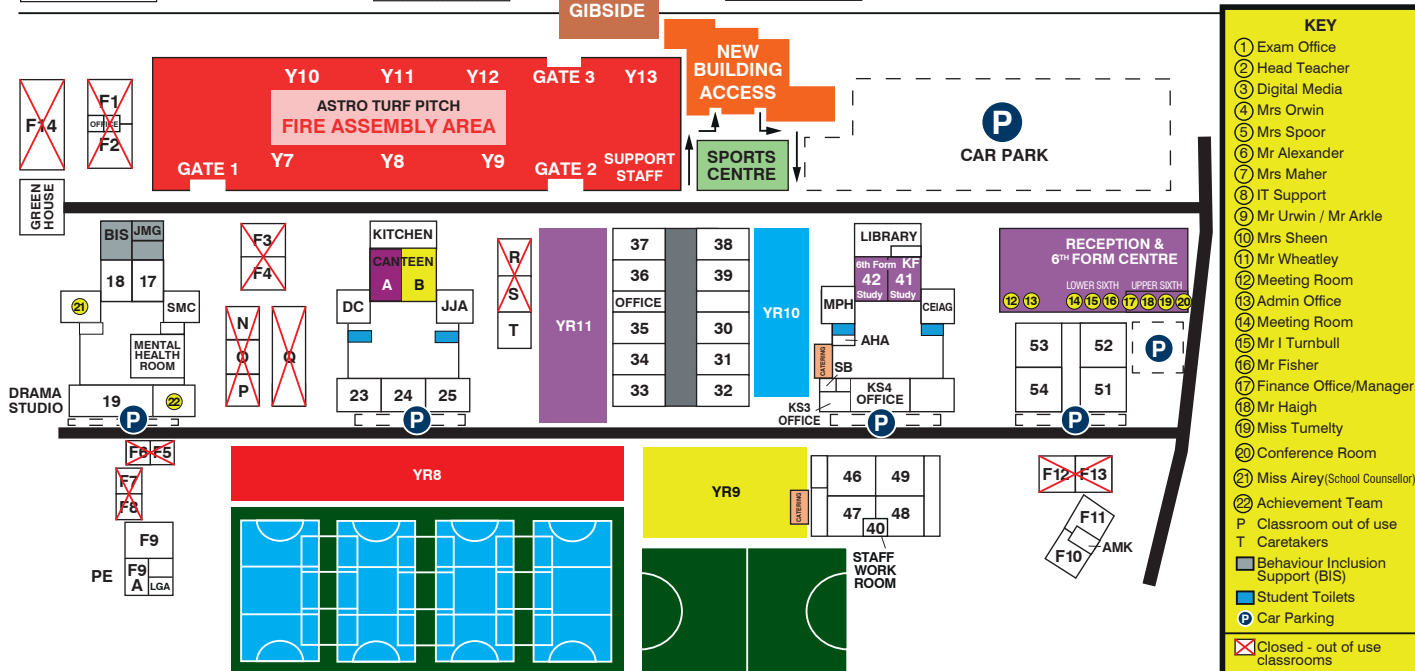 GIBSIDE
NEW
BUILDING
ACCESS
Y10
Y11
Y12
GATE 3
Y13
ASTRO TURF PITCH
FIRE ASSEMBLY AREA
Y7
Y8
Y9
GATE 1
GATE 2
SUPPORT
STAFF
SPORTS
CENTRE
P
CAR PARK
F14
F1
OFFICE
F2
GREEN
HOUSE
BIS
JMG
18
17
21
SMC
MENTAL
HEALTH
ROOM
DRAMA
STUDIO
19
22
P
F3
F4
N
O
P
Q
KITCHEN
CANTEEN
A
B
DC
JJA
23
24
25
P
R
S
T
YR11
37
36
OFFICE
35
34
33
38
39
30
31
32
YR10
LIBRARY
6th Form
KF
42
41
Study
Study
MPH
CEIAG
AHA
CATERING
SB
KS4
OFFICE
KS3
OFFICE
P
RECEPTION &
6TH FORM CENTRE
LOWER SIXTH
UPPER SIXTH
12
13
14
15
16
17
18
19
20
53
52
54
51
P
P
F6
F5
F7
F8
F9
F9
A
LGA
PE
YR8
YR9
CATERING
46
49
47
48
40
STAFF
WORK
ROOM
F12
F13
F11
F10
AMK
KEY
1 Exam Office
2 Head Teacher
3 Digital Media
4 Mrs Orwin
5 Mrs Spoor
6 Mr Alexander
7 Mrs Maher
8 IT Support
9 Mr Urwin / Mr Arkle
10 Mrs Sheen
11 Mr Wheatley
12 Meeting Room
13 Admin Office
14 Meeting Room
15 Mr I Turnbull
16 Mr Fisher
17 Finance Office/Manager
18 Mr Haigh
19 Miss Tumelty
20 Conference Room
21 Miss Airey(School Counsellor)
22 Achievement Team
P Classroom out of use
T Caretakers
Behaviour Inclusion
Support (BIS)
Student Toilets
P Car Parking
Closed - out of use
classrooms